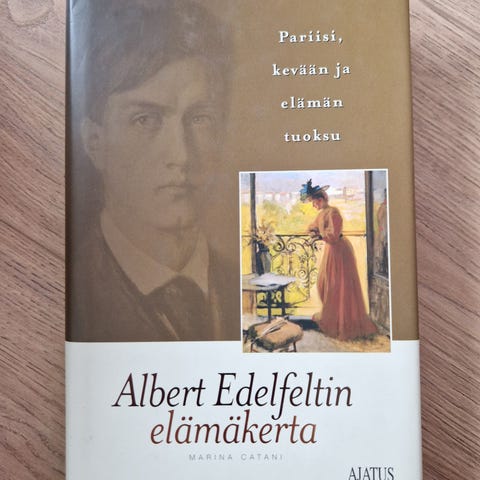 Pariisi,
kevään ja
elämän
tuoksu
Albert Edelfeltin
elämäkerta
MARINA CATANI
AJATUS